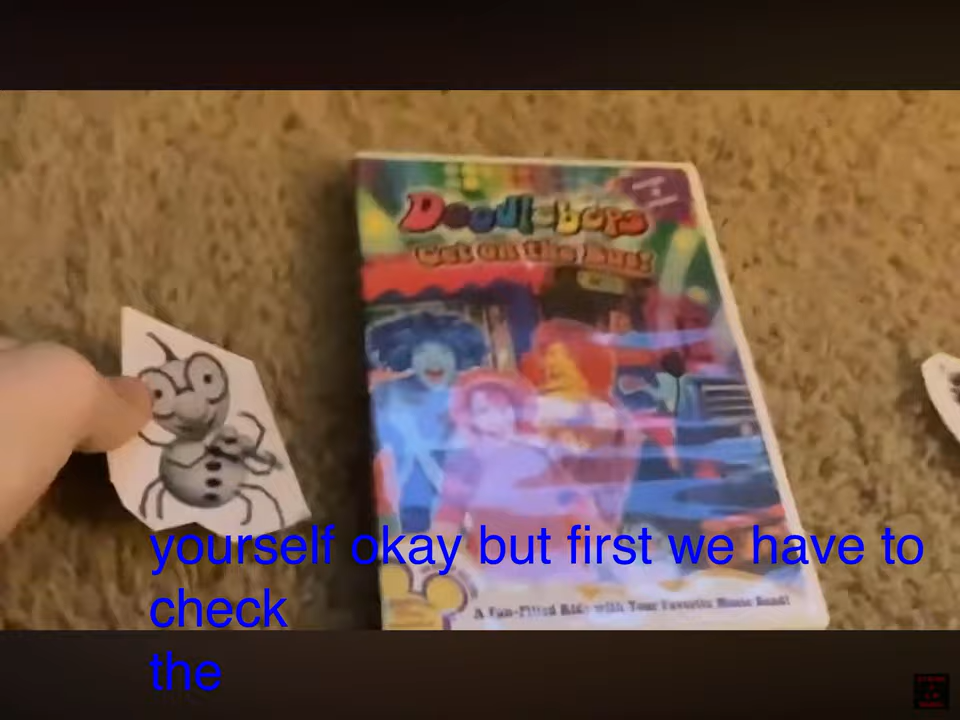 Doodlebops
Get On the Bus!
A Fun-Filled Ride with Your Favorite Music Band!
yourself okay but first we have to
check
the